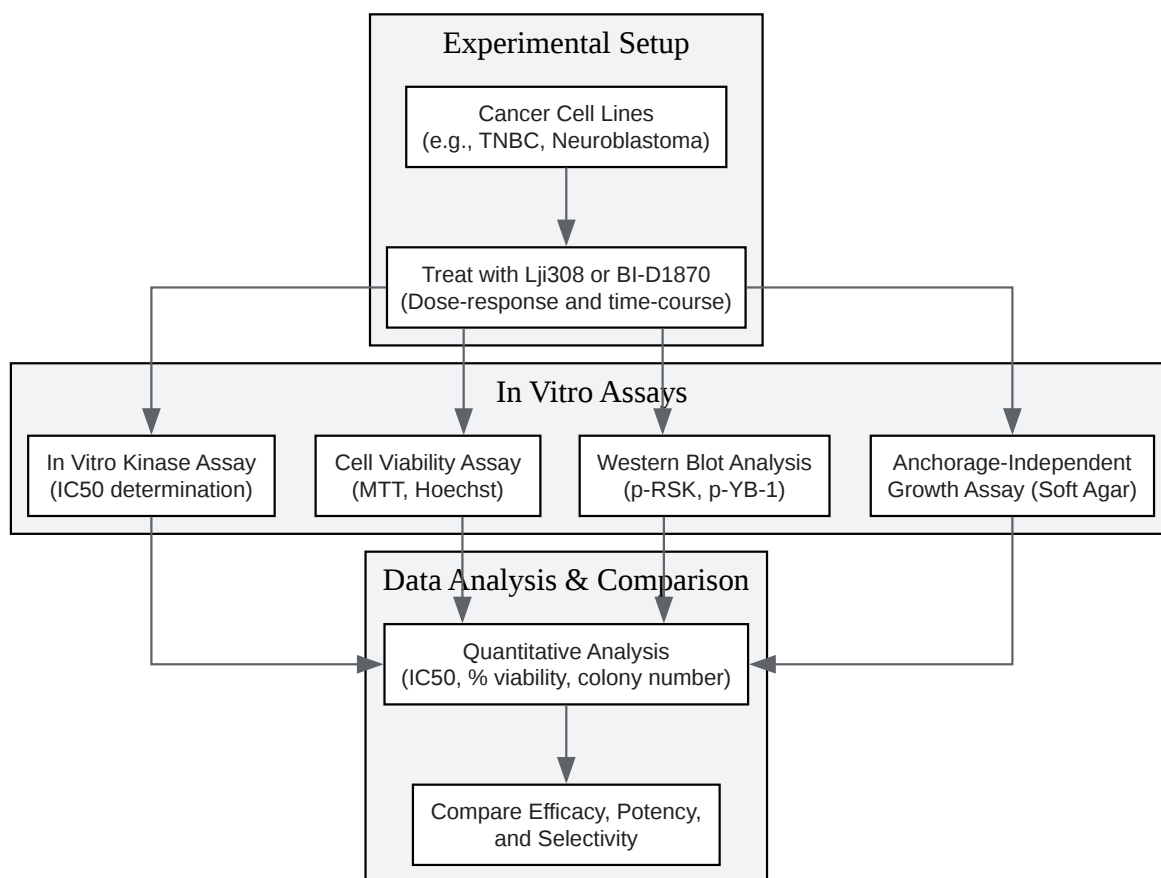 Experimental Setup
Cancer Cell Lines
(e.g., TNBC, Neuroblastoma)
Treat with Lji308 or BI-D1870
(Dose-response and time-course)
In Vitro Assays
In Vitro Kinase Assay
(IC50 determination)
Cell Viability Assay
(MTT, Hoechst)
Western Blot Analysis
(p-RSK, p-YB-1)
Anchorage-Independent
Growth Assay (Soft Agar)
Data Analysis & Comparison
Quantitative Analysis
(IC50, % viability, colony number)
Compare Efficacy, Potency,
and Selectivity